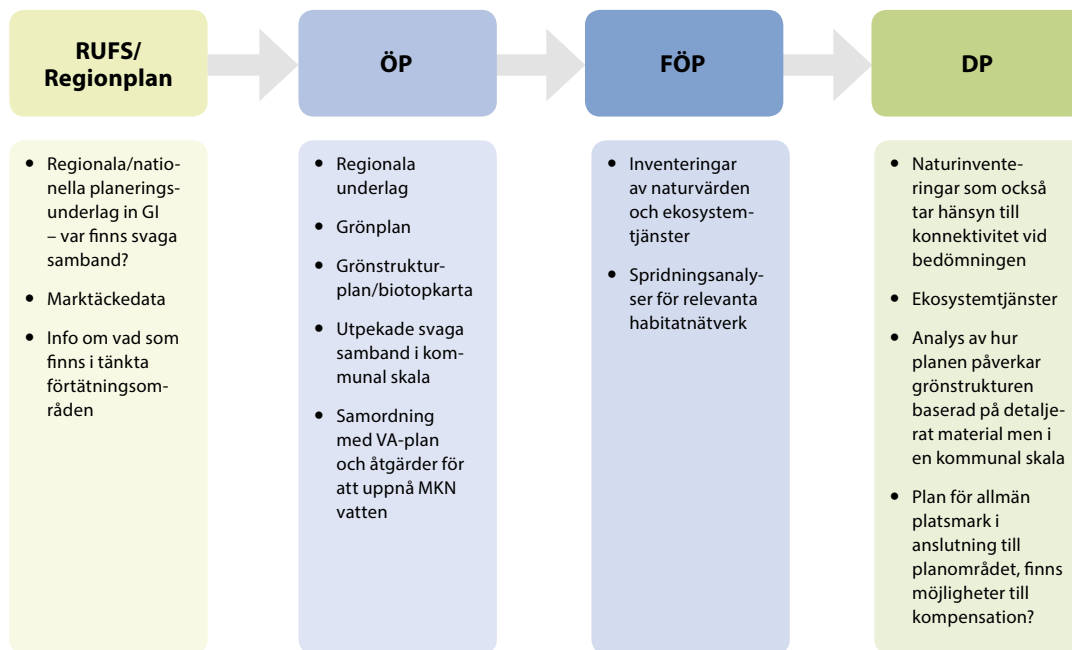 RUFS/
Regionplan
ÖP
FÖP
DP
• Regionala/natio-
nella planerings-
underlag in GI
– var finns svaga
samband?
• Marktäckedata
• Info om vad som
finns i tänkta
förtätningsom-
råden
• Regionala
underlag
• Grönplan
• Grönstruktur-
plan/biotopkarta
• Utpekade svaga
samband i kom-
munal skala
• Samordning
med VA-plan
och åtgärder för
att uppnå MKN
vatten
• Inventeringar
av naturvärden
och ekosystem-
tjänster
• Spridningsanaly-
ser för relevanta
habitatnätverk
• Naturinvente-
ringar som också
tar hänsyn till
konnektivitet vid
bedömningen
• Ekosystemtjänster
• Analys av hur
planen påverkar
grönstrukturen
baserad på detalje-
rat material men i
en kommunal skala
• Plan för allmän
platsmark i
anslutning till
planområdet, finns
möjligheter till
kompensation?